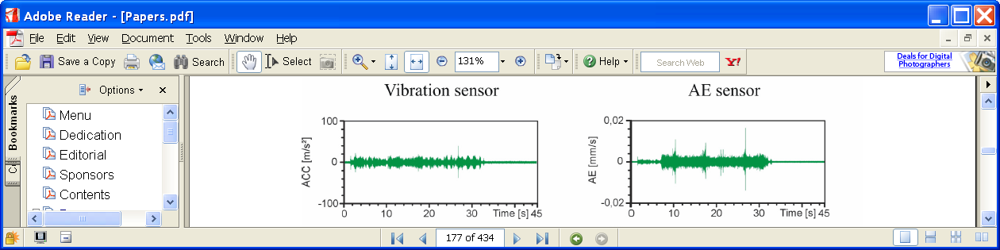 Adobe Reader - [Papers.pdf]
File Edit View Document Tools Window Help
Save a Copy Search Select 131% Help Search Web Y! Deals for Digital Photographers
Bookmarks
Options
Menu
Dedication
Editorial
Sponsors
Contents
Vibration sensor
100
0
-100
ACC [m/s²]
0 10 20 30 Time [s] 45
AE sensor
0,02
0
-0,02
AE [mm/s]
0 10 20 30 Time [s] 45
177 of 434